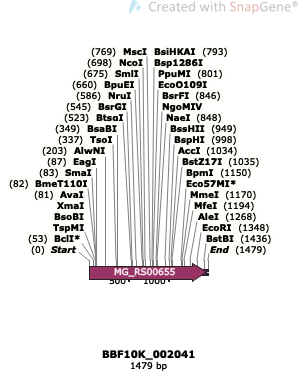 Created with SnapGene®
(769) MscI BsiHKAI (793)
(698) NcoI Bsp1286I
(675) SmlI PpuMI (801)
(660) BpuEI EcoO109I
(586) NruI BsrFI (846)
(545) BsrGI NgoMIV
(523) BtsαI NaeI (848)
(349) BsaBI BssHII (949)
(337) TsoI BspHI (998)
(203) AlwNI AccI (1034)
(87) EagI BstZ17I (1035)
(83) SmaI BpmI (1150)
(82) BmeT110I Eco57MI*
(81) AvaI MmeI (1170)
XmaI MfeI (1194)
BsoBI AleI (1268)
TspMI EcoRI (1348)
(53) BclI* BstBI (1436)
(0) Start End (1479)
MG_RS00655
500 1000
BBF10K_002041
1479 bp